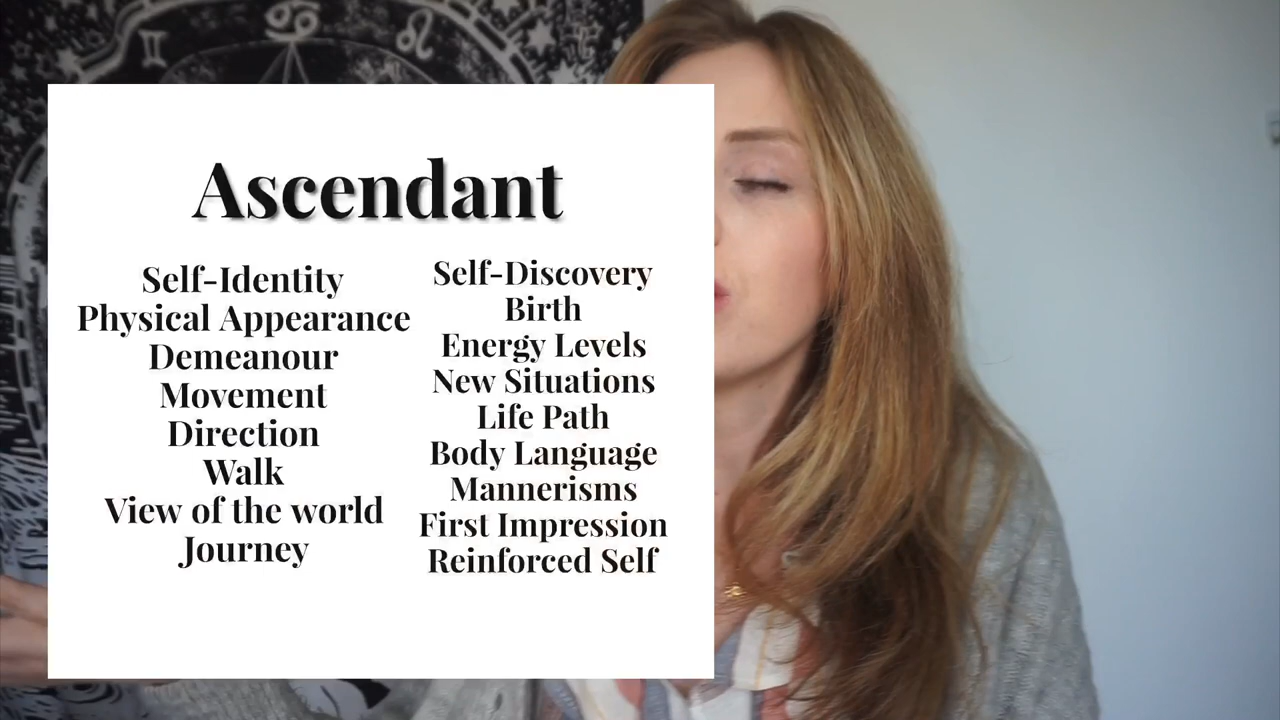 Ascendant
Self-Identity
Physical Appearance
Demeanour
Movement
Direction
Walk
View of the world
Journey
Self-Discovery
Birth
Energy Levels
New Situations
Life Path
Body Language
Mannerisms
First Impression
Reinforced Self